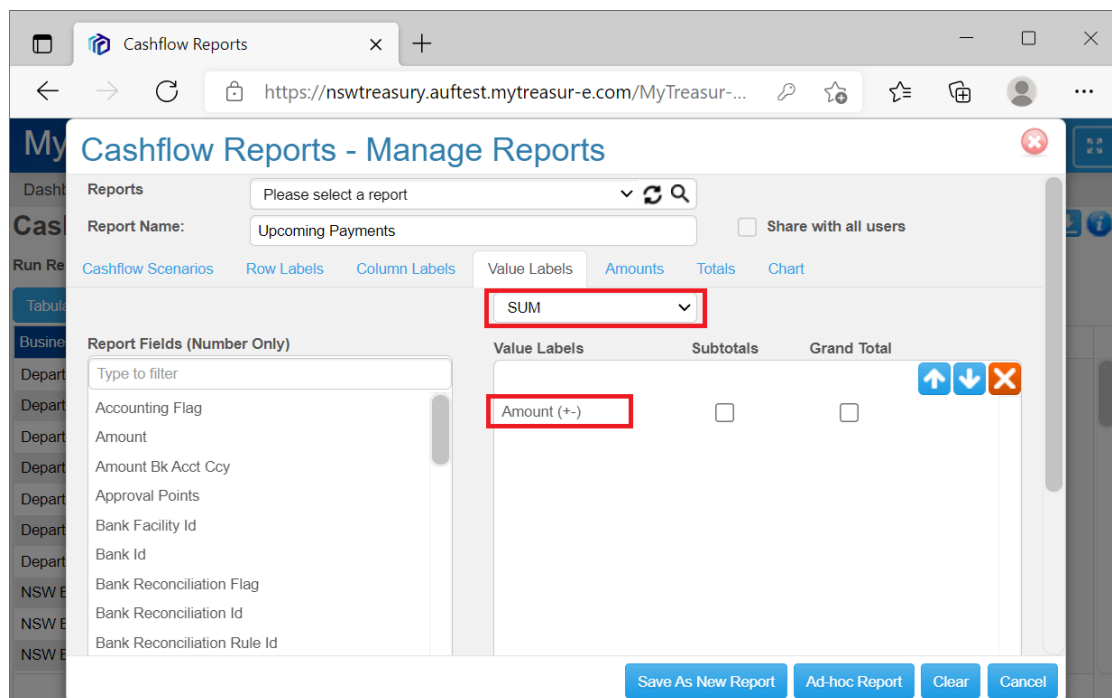 Cashflow Reports
https://nswtreasury.auftest.mytreasur-e.com/MyTreasur-...
My
Cashflow Reports - Manage Reports
Dashb
Reports
Please select a report
Cas
Report Name:
Upcoming Payments
Share with all users
Run Re
Cashflow Scenarios Row Labels Column Labels Value Labels Amounts Totals Chart
Tabula
SUM
Busine
Report Fields (Number Only)
Value Labels Subtotals Grand Total
Type to filter
Depart
Accounting Flag
Amount (+-)
Depart
Amount
Depart
Amount Bk Acct Ccy
Depart
Approval Points
Depart
Bank Facility Id
Depart
Bank Id
Depart
Bank Reconciliation Flag
NSW E
Bank Reconciliation Id
NSW E
Bank Reconciliation Rule Id
NSW E
Save As New Report Ad-hoc Report Clear Cancel